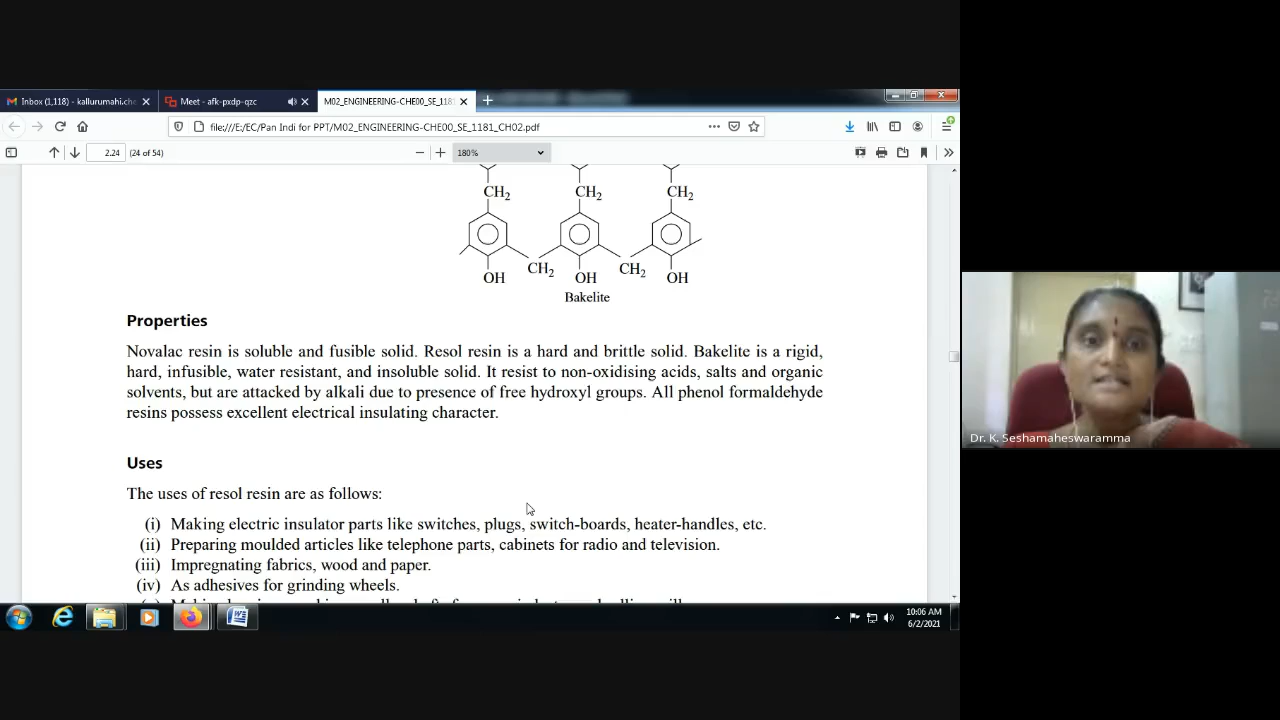 Inbox (1,118) - kallurumahi.che
Meet - afk-pxdp-qzc
M02_ENGINEERING-CHE00_SE_1181
file:///E/EC/Pan Indi for PPT/M02_ENGINEERING-CHE00_SE_1181_CH02.pdf
2.24 (24 of 54) 180%
CH2 CH2 CH2
CH2 CH2
OH OH OH
Bakelite
Properties
Novalac resin is soluble and fusible solid. Resol resin is a hard and brittle solid. Bakelite is a rigid,
hard, infusible, water resistant, and insoluble solid. It resist to non-oxidising acids, salts and organic
solvents, but are attacked by alkali due to presence of free hydroxyl groups. All phenol formaldehyde
resins possess excellent electrical insulating character.
Uses
The uses of resol resin are as follows:
(i) Making electric insulator parts like switches, plugs, switch-boards, heater-handles, etc.
(ii) Preparing moulded articles like telephone parts, cabinets for radio and television.
(iii) Impregnating fabrics, wood and paper.
(iv) As adhesives for grinding wheels.
10:06 AM
6/2/2021
Dr. K. Seshamaheswaramma